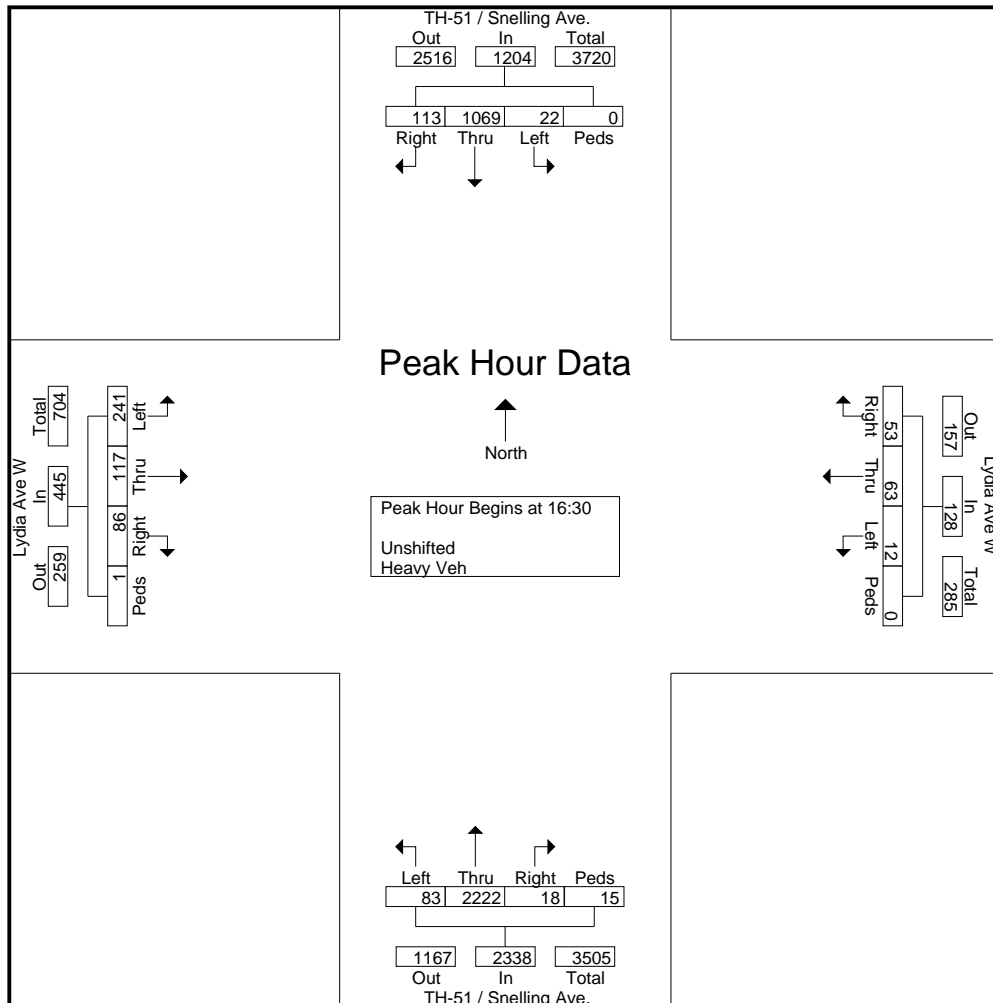 TH-51 / Snelling Ave.
Out In Total
2516 1204 3720
113 1069 22 0
Right Thru Left Peds
Peak Hour Data
North
Peak Hour Begins at 16:30
Unshifted
Heavy Veh
Lydia Ave W
Out In Total
259 445 704
1 86 117 241
Peds Right Thru Left
Lydia Ave W
Out In Total
157 128 285
53 63 12 0
Right Thru Left Peds
Left Thru Right Peds
83 2222 18 15
1167 2338 3505
Out In Total
TH-51 / Snelling Ave.